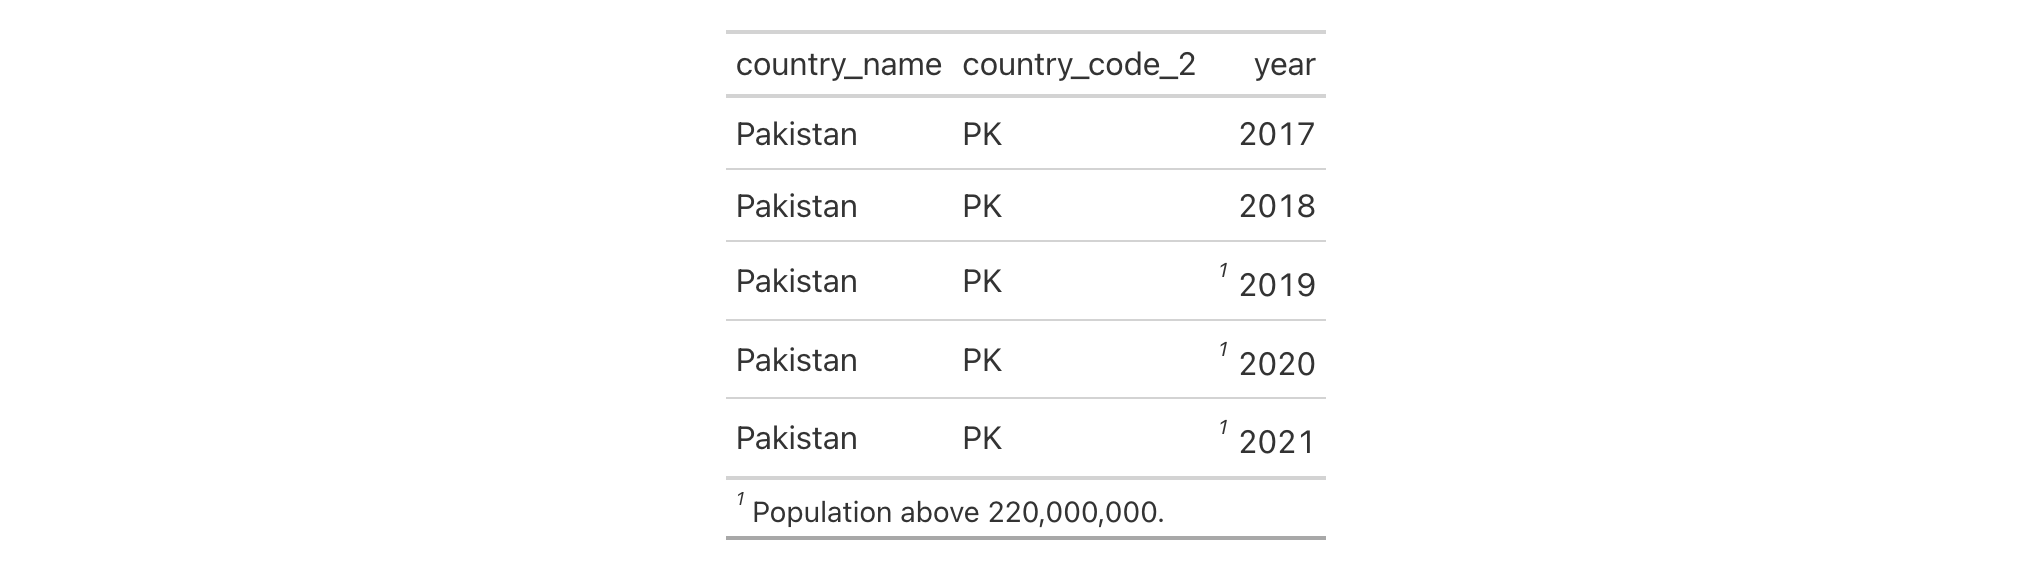 country_name country_code_2 year
Pakistan PK 2017
Pakistan PK 2018
Pakistan PK 1 2019
Pakistan PK 1 2020
Pakistan PK 1 2021
1 Population above 220,000,000.